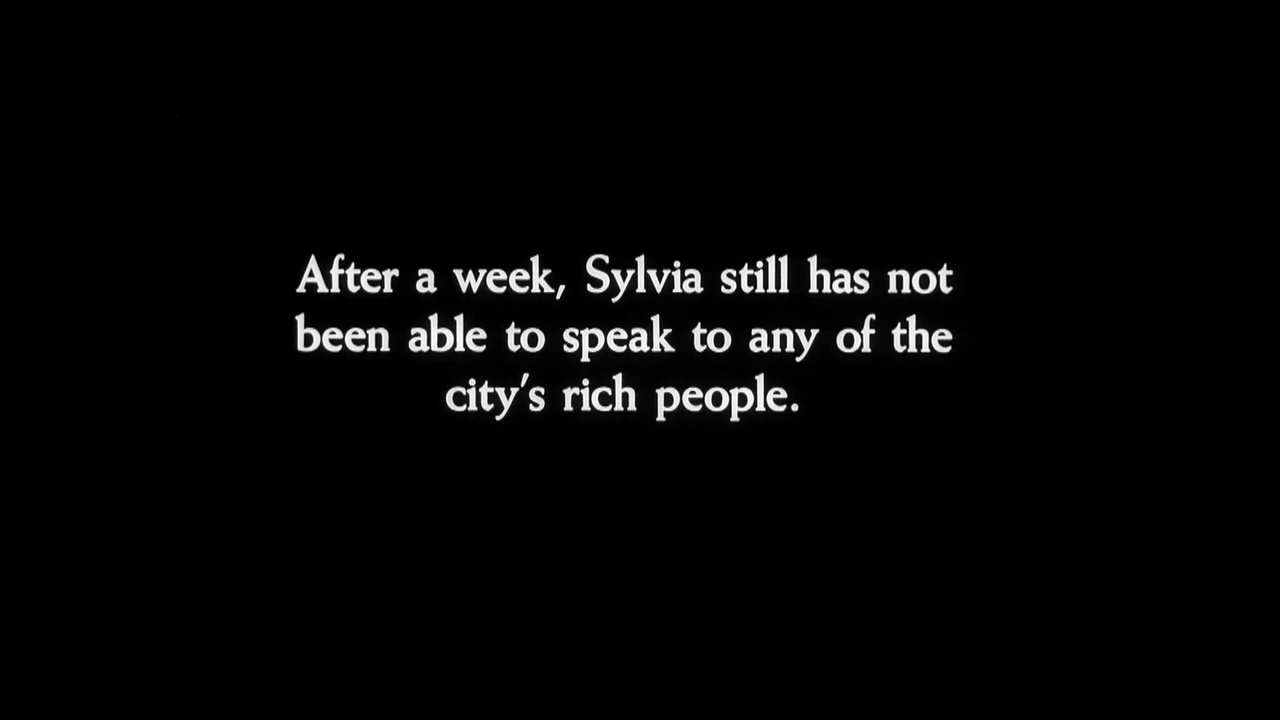 After a week, Sylvia still has not
been able to speak to any of the
city's rich people.